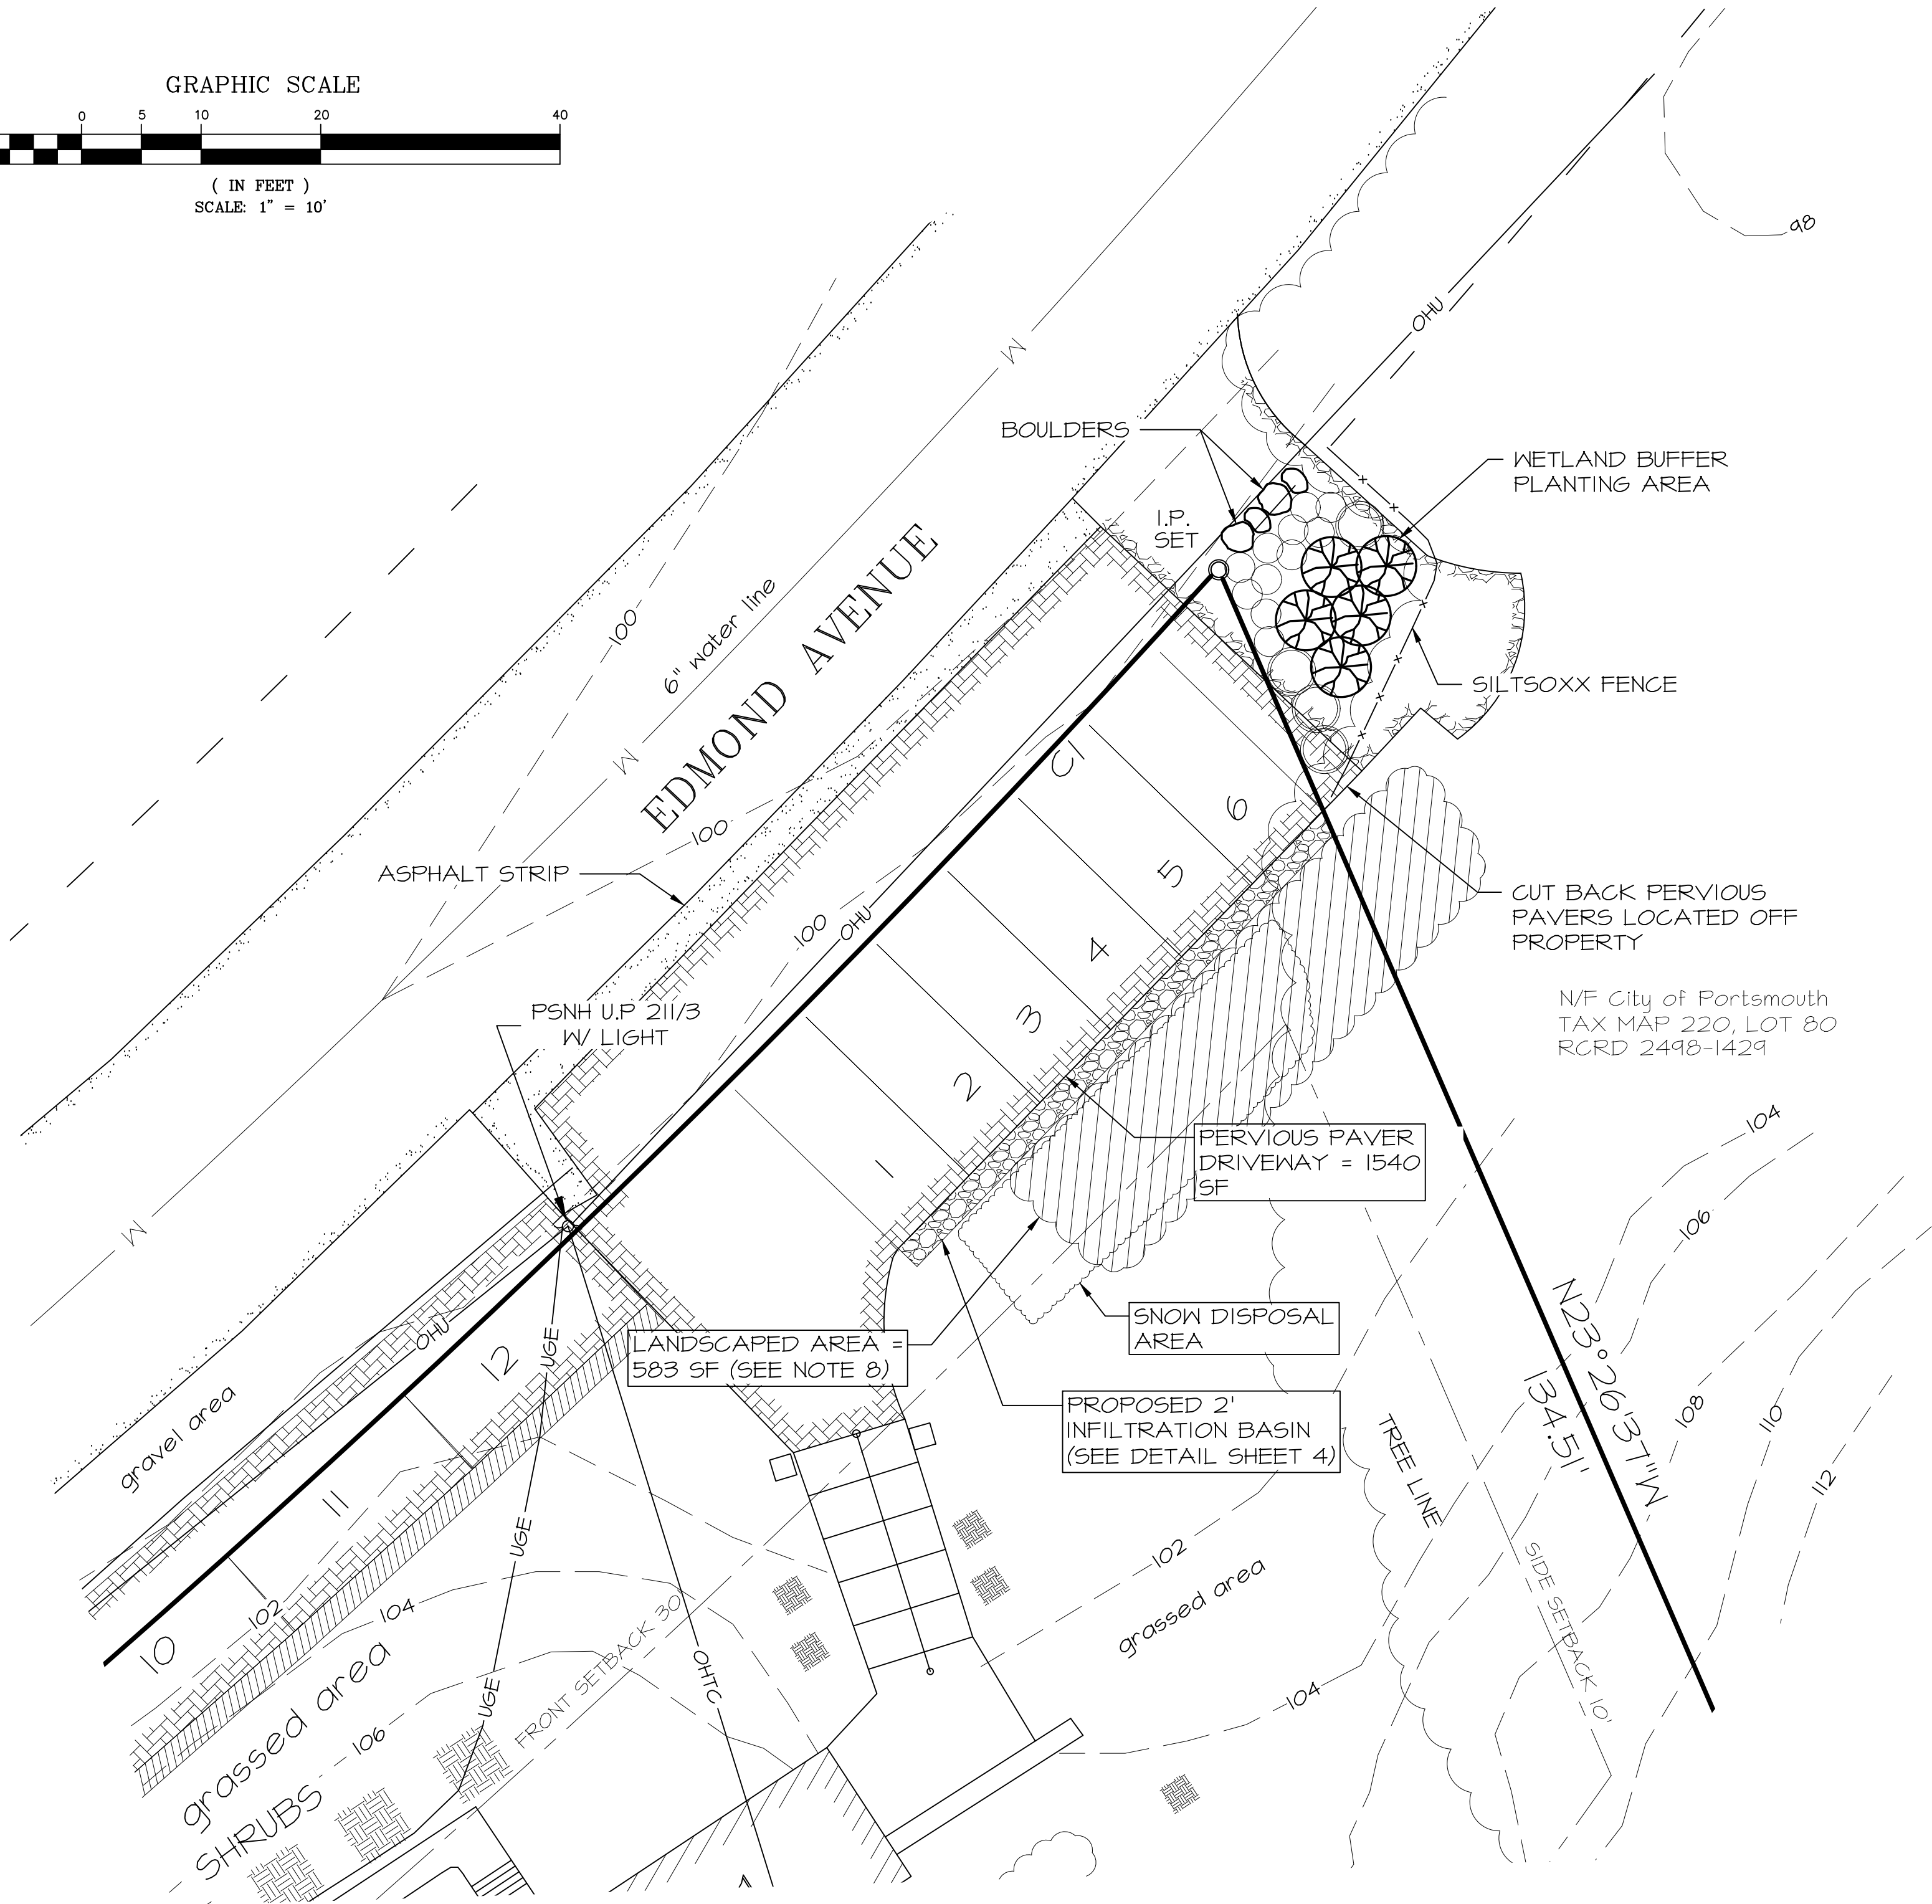 GRAPHIC SCALE
0 5 10 20 40
( IN FEET )
SCALE: 1" = 10'
98
OHU
W
BOULDERS
WETLAND BUFFER
PLANTING AREA
I.P.
SET
6" water line
EDMOND AVENUE
100
W
SILTSOXX FENCE
C1
6
100
5
ASPHALT STRIP
CUT BACK PERVIOUS
PAVERS LOCATED OFF
PROPERTY
100
OHU
4
N/F City of Portsmouth
TAX MAP 220, LOT 80
RCRD 2498-1429
PSNH U.P 211/3
W/ LIGHT
3
2
1
PERVIOUS PAVER
DRIVEWAY = 1540
SF
104
106
W
SNOW DISPOSAL
AREA
LANDSCAPED AREA =
583 SF (SEE NOTE 8)
OHU
UGE
12
PROPOSED 2'
INFILTRATION BASIN
(SEE DETAIL SHEET 4)
N23°26'37"W
134.51'
108
110
112
TREE LINE
gravel area
11
UGE
102
grassed area
SIDE SETBACK 10'
102
104
10
grassed area
FRONT SETBACK 30'
OHTC
UGE
104
106
SHRUBS